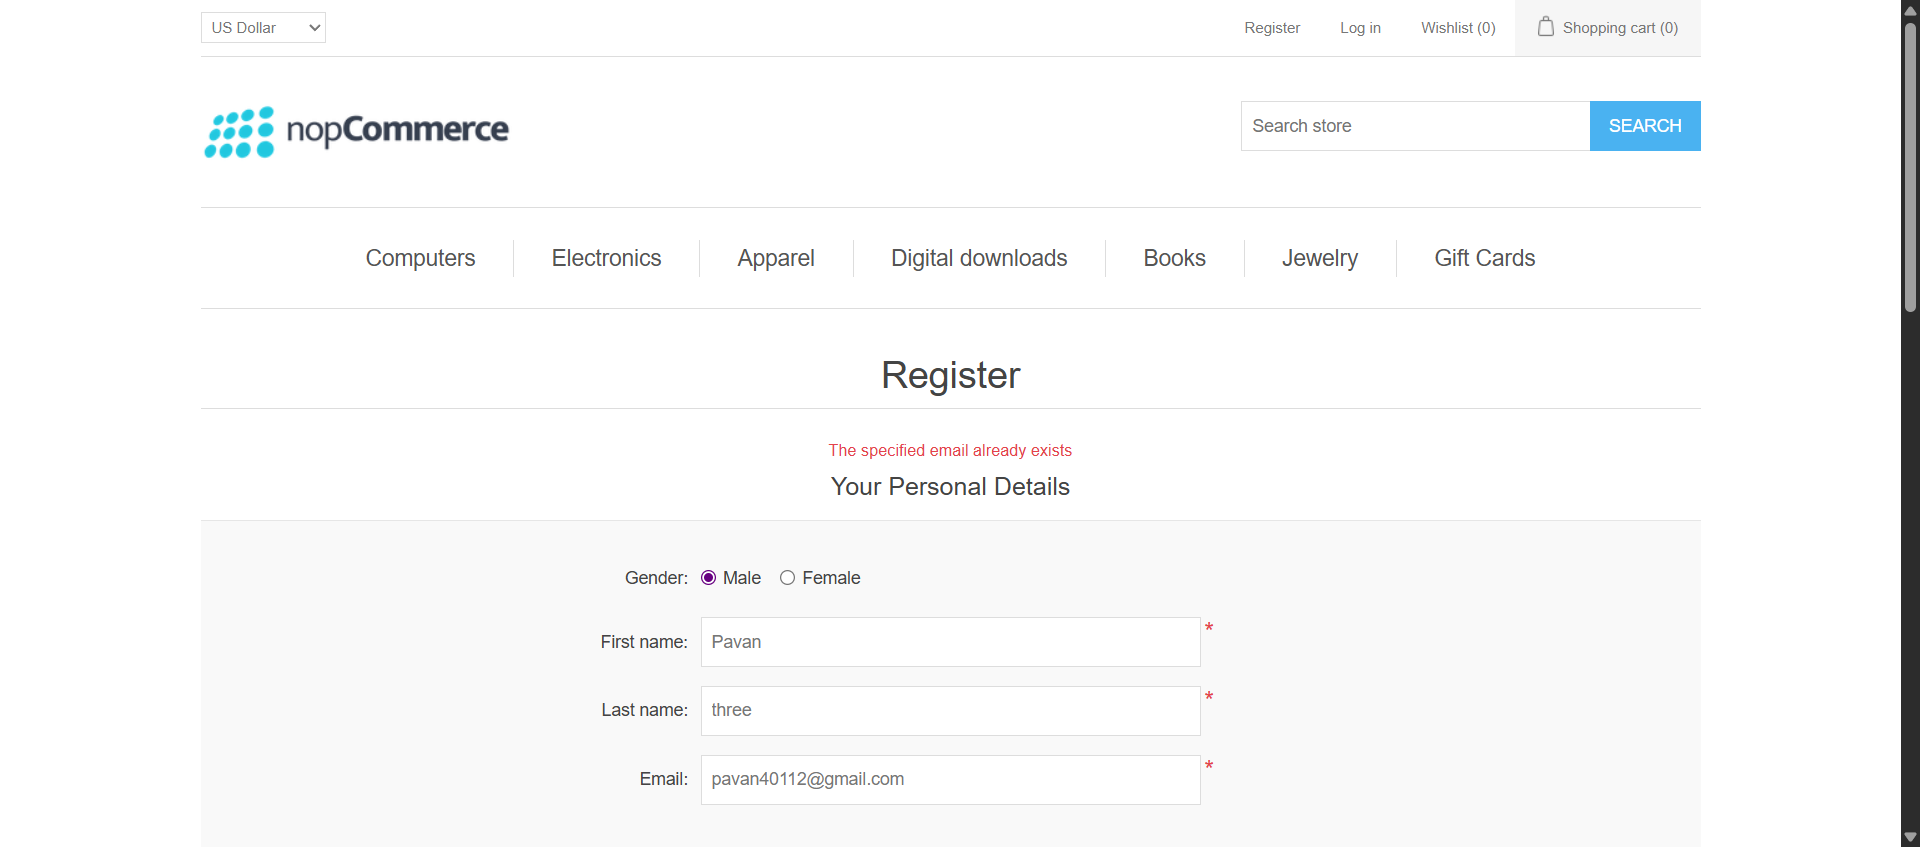 US Dollar Register Log in Wishlist (0) Shopping cart (0)
nopCommerce
Search store SEARCH
Computers Electronics Apparel Digital downloads Books Jewelry Gift Cards
Register
The specified email already exists
Your Personal Details
Gender: Male Female
First name: Pavan *
Last name: three *
Email: pavan40112@gmail.com *